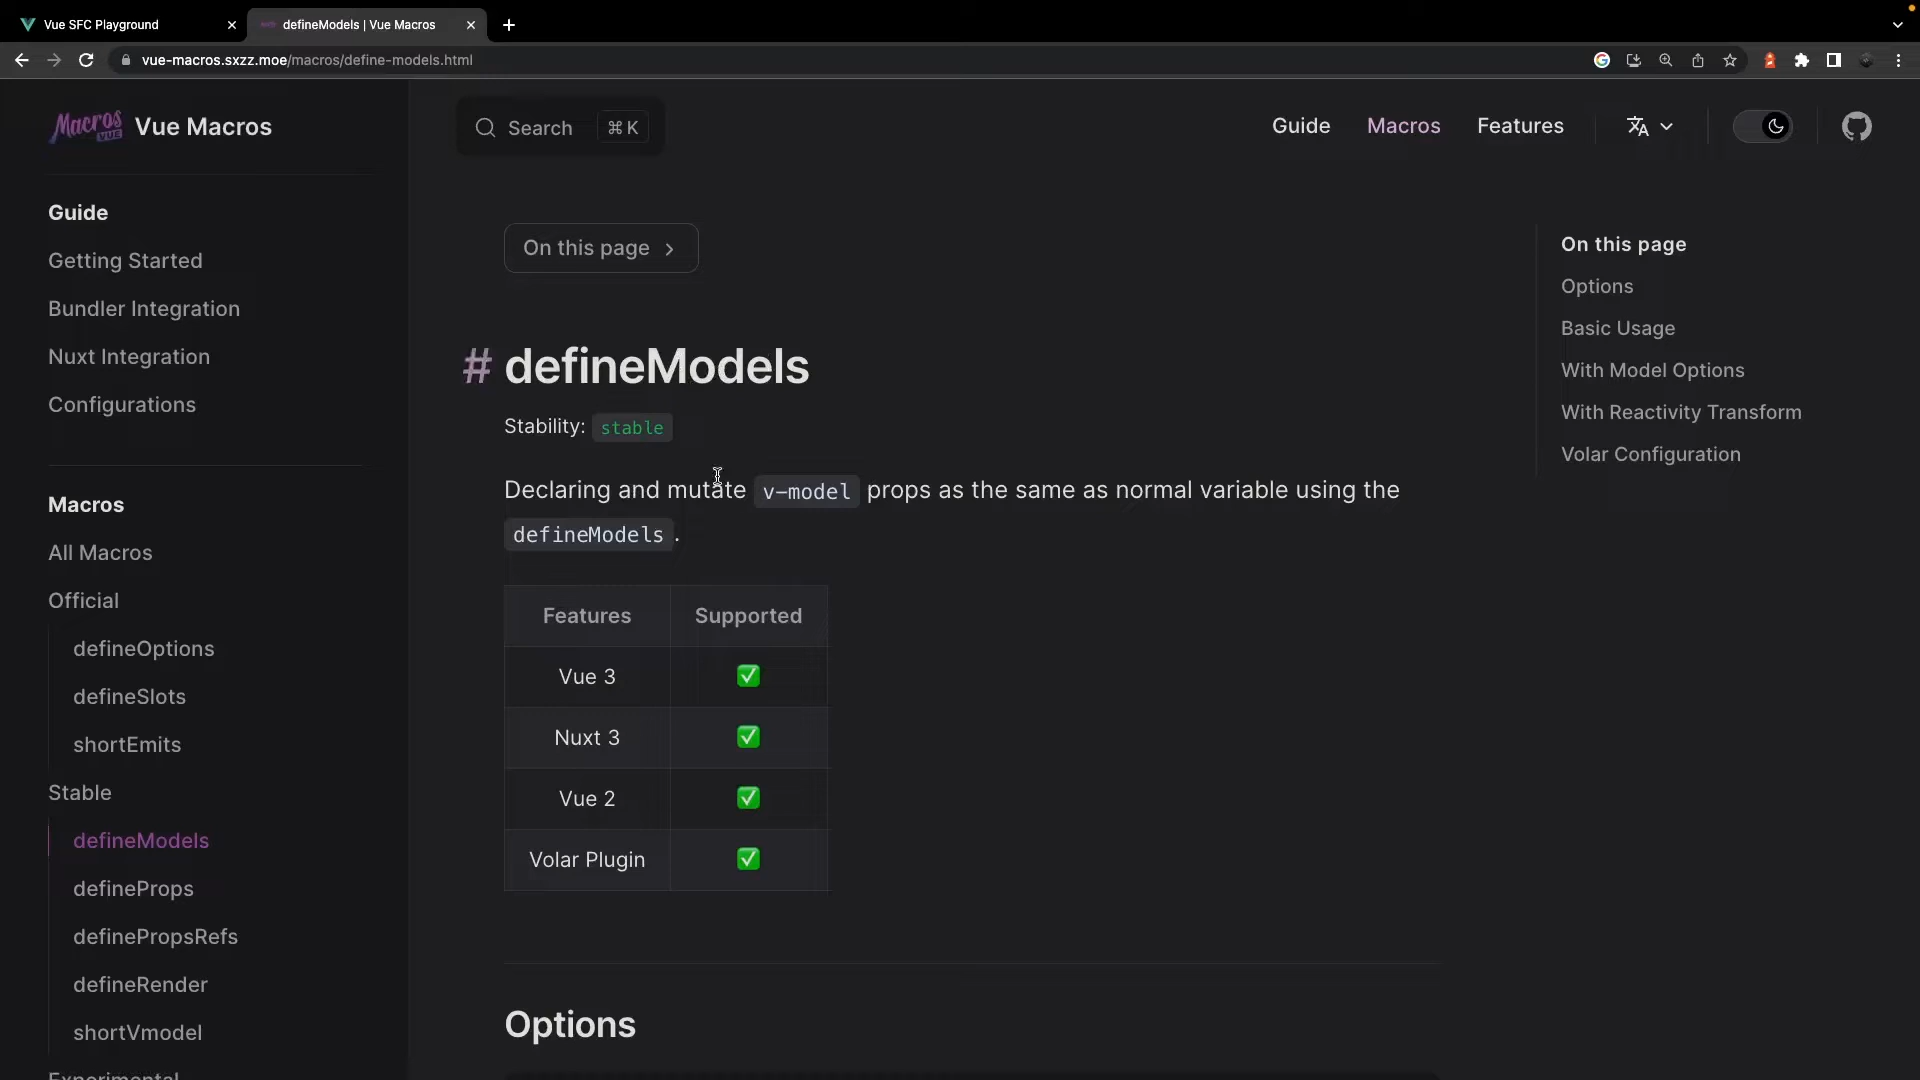 Vue SFC Playground
defineModels | Vue Macros
vue-macros.sxzz.moe/macros/define-models.html
Macros VUE Vue Macros
Search ⌘ K
Guide Macros Features
Guide
Getting Started
Bundler Integration
Nuxt Integration
Configurations
Macros
All Macros
Official
defineOptions
defineSlots
shortEmits
Stable
defineModels
defineProps
definePropsRefs
defineRender
shortVmodel
Experimental
On this page
# defineModels
Stability: stable
Declaring and mutate v-model props as the same as normal variable using the
defineModels .
Features Supported
Vue 3 ✅
Nuxt 3 ✅
Vue 2 ✅
Volar Plugin ✅
Options
On this page
Options
Basic Usage
With Model Options
With Reactivity Transform
Volar Configuration